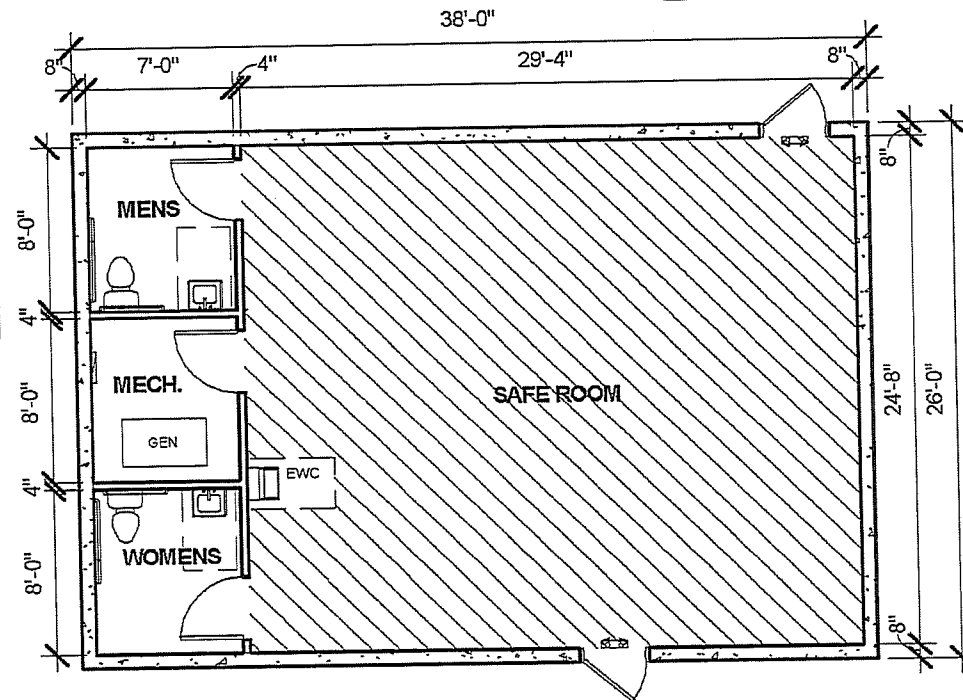 38'-0"
8" 7'-0" 4" 29'-4" 8"
8"
MENS
8'-0"
4"
MECH.
SAFE ROOM
8'-0"
24'-8"
26'-0"
GEN
EWC
4"
WOMENS
8'-0"
8"